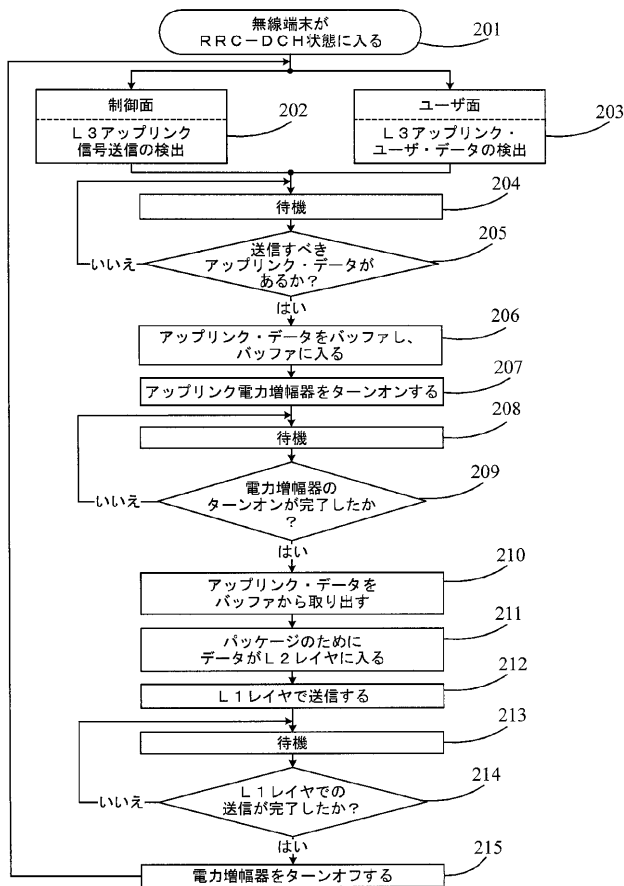 無線端末が
RRC−DCH状態に入る
201
制御面
L3アップリンク
信号送信の検出
202
ユーザ面
L3アップリンク・
ユーザ・データの検出
203
待機
204
送信すべき
アップリンク・データが
あるか?
205
いいえ
はい
アップリンク・データをバッファし、
バッファに入る
206
アップリンク電力増幅器をターンオンする
207
待機
208
電力増幅器の
ターンオンが完了したか
?
209
いいえ
はい
アップリンク・データを
バッファから取り出す
210
パッケージのために
データがL2レイヤに入る
211
L1レイヤで送信する
212
待機
213
L1レイヤでの
送信が完了したか?
214
いいえ
はい
電力増幅器をターンオフする
215